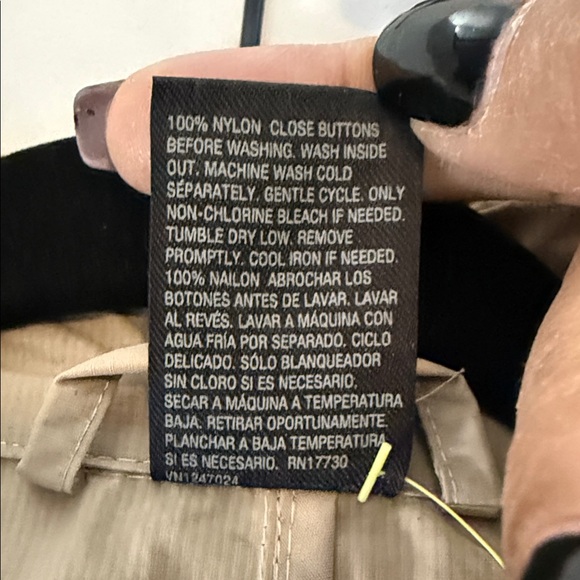 100% NYLON CLOSE BUTTONS
BEFORE WASHING. WASH INSIDE
OUT. MACHINE WASH COLD
SEPARATELY. GENTLE CYCLE. ONLY
NON-CHLORINE BLEACH IF NEEDED.
TUMBLE DRY LOW. REMOVE
PROMPTLY. COOL IRON IF NEEDED.
100% NAILON ABROCHAR LOS
BOTONES ANTES DE LAVAR. LAVAR
AL REVÉS. LAVAR A MÁQUINA CON
AGUA FRÍA POR SEPARADO. CICLO
DELICADO. SÓLO BLANQUEADOR
SIN CLORO SI ES NECESARIO.
SECAR A MÁQUINA A TEMPERATURA
BAJA. RETIRAR OPORTUNAMENTE.
PLANCHAR A BAJA TEMPERATURA
SI ES NECESARIO. RN17730
VN1247024